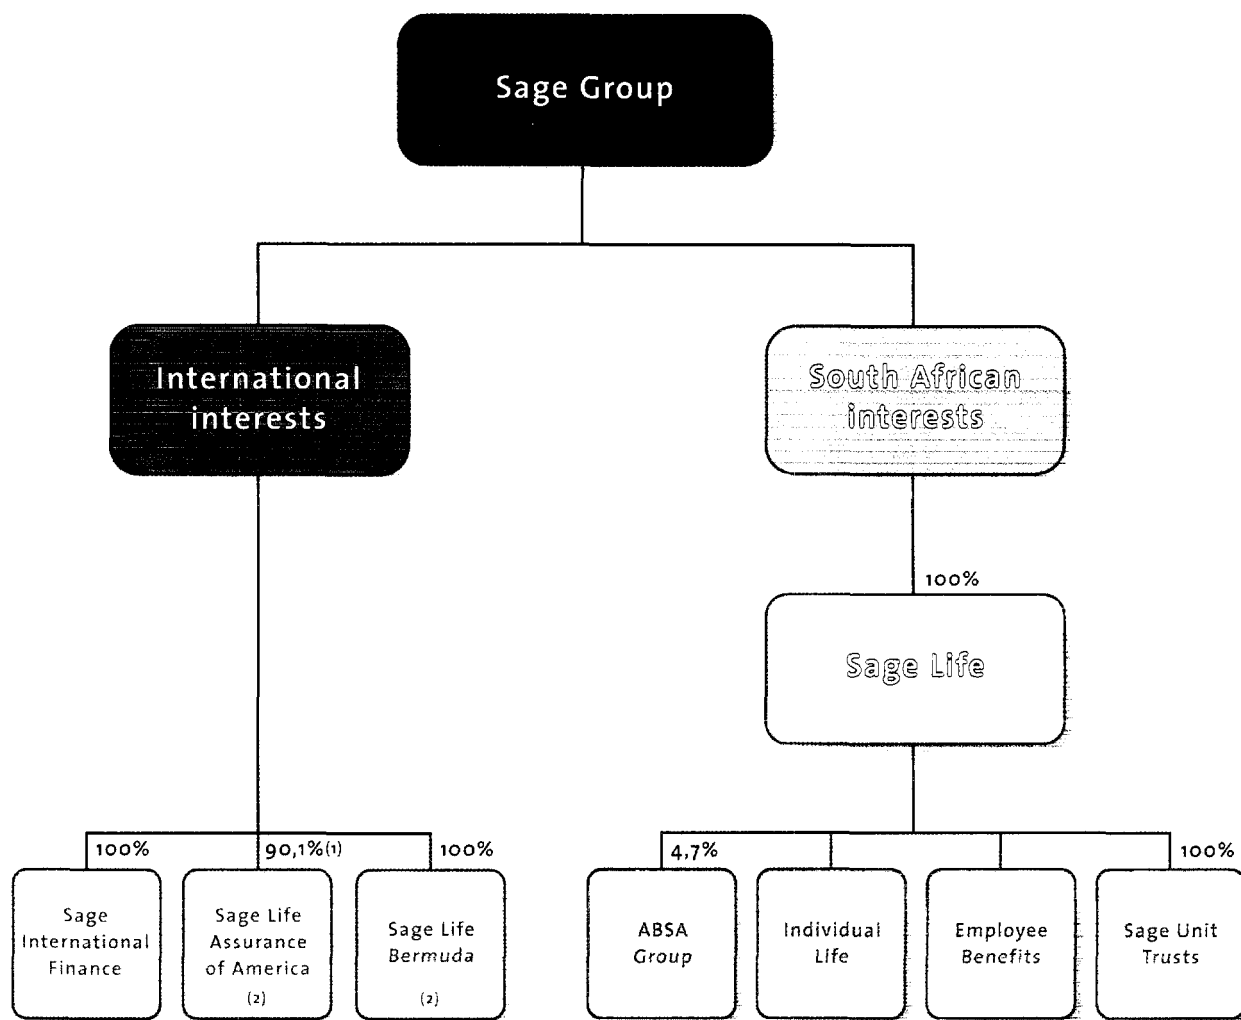 Sage Group
International
interests
South African
interests
100%
Sage Life
100%
90,1%(1)
100%
4,7%
100%
Sage
International
Finance
Sage Life
Assurance
of America
(2)
Sage Life
Bermuda
(2)
ABSA
Group
Individual
Life
Employee
Benefits
Sage Unit
Trusts